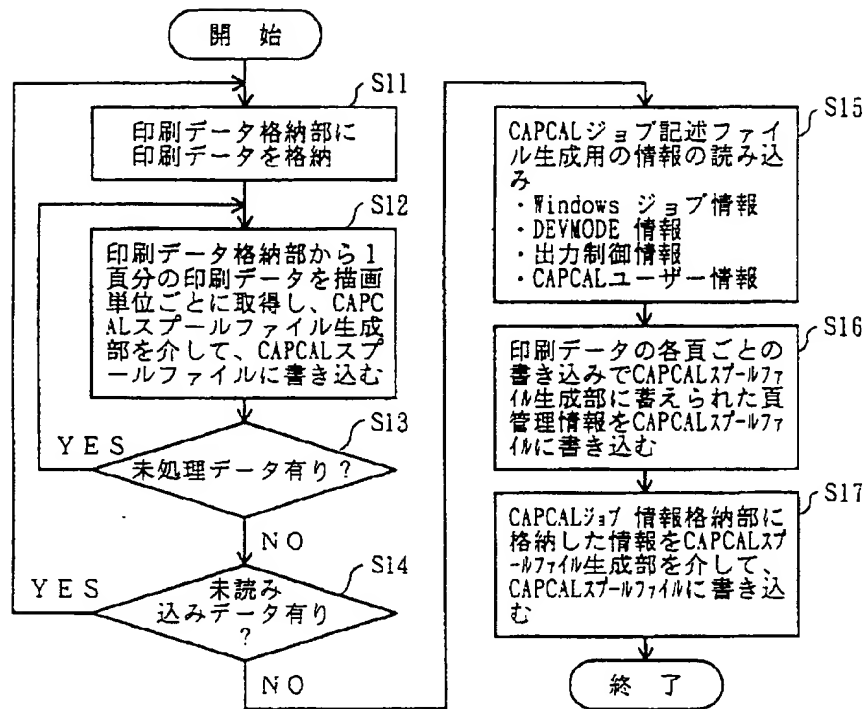 開 始
S11
印刷データ格納部に
印刷データを格納
S12
印刷データ格納部から1
頁分の印刷データを描画
単位ごとに取得し、CAPC
ALスプールファイル生成
部を介して、CAPCALスプ
ールファイルに書き込む
S13
YES
未処理データ有り？
NO
S14
YES
未読み
込みデータ有り
？
NO
S15
CAPCALジョブ記述ファ
イル生成用の情報の読み込
み
・Windows ジョブ情報
・DEVMODE 情報
・出力制御情報
・CAPCALユーザー情報
S16
印刷データの各頁ごとの
書き込みでCAPCALｽﾌﾟｰﾙﾌｧ
ｲﾙ生成部に蓄えられた頁
管理情報をCAPCALｽﾌﾟｰﾙﾌｧ
ｲﾙに書き込む
S17
CAPCALｼﾞｮﾌﾞ 情報格納部に
格納した情報をCAPCALｽﾌﾟ
ｰﾙﾌｧｲﾙ生成部を介して、
CAPCALｽﾌﾟｰﾙﾌｧｲﾙに書き込
む
終 了